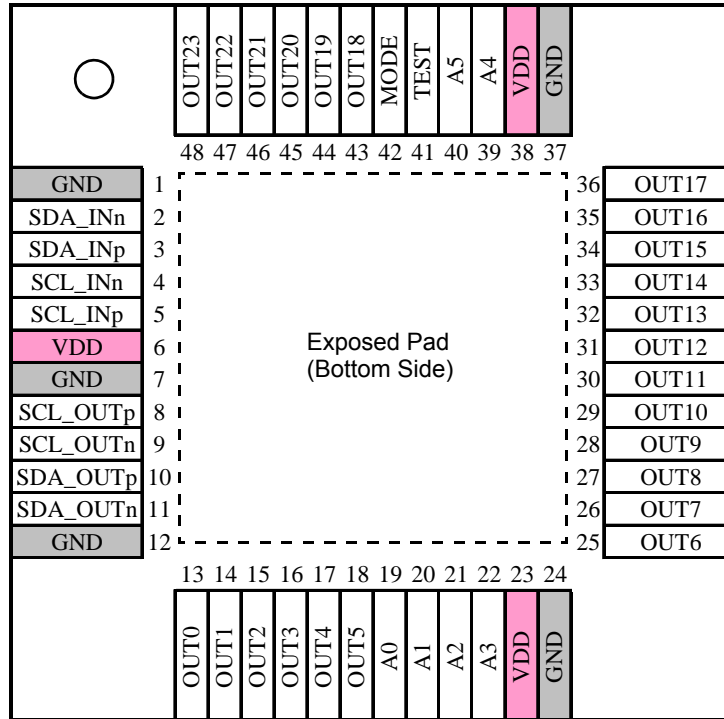 OUT23 OUT22 OUT21 OUT20 OUT19 OUT18 MODE TEST A5 A4 VDD GND
48 47 46 45 44 43 42 41 40 39 38 37
GND 1 36 OUT17
SDA_INn 2 35 OUT16
SDA_INp 3 34 OUT15
SCL_INn 4 33 OUT14
SCL_INp 5 32 OUT13
VDD 6 31 OUT12
GND 7 30 OUT11
SCL_OUTp 8 29 OUT10
SCL_OUTn 9 28 OUT9
SDA_OUTp 10 27 OUT8
SDA_OUTn 11 26 OUT7
GND 12 25 OUT6
Exposed Pad
(Bottom Side)
13 14 15 16 17 18 19 20 21 22 23 24
OUT0 OUT1 OUT2 OUT3 OUT4 OUT5 A0 A1 A2 A3 VDD GND